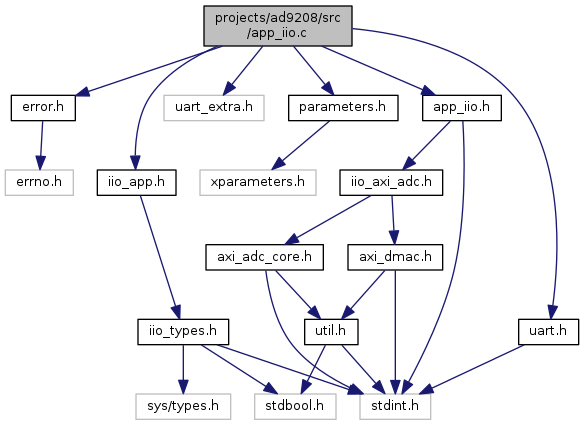 projects/ad9208/src
/app_iio.c
error.h
uart_extra.h
parameters.h
app_iio.h
errno.h
iio_app.h
xparameters.h
iio_axi_adc.h
axi_adc_core.h
axi_dmac.h
iio_types.h
util.h
uart.h
sys/types.h
stdbool.h
stdint.h